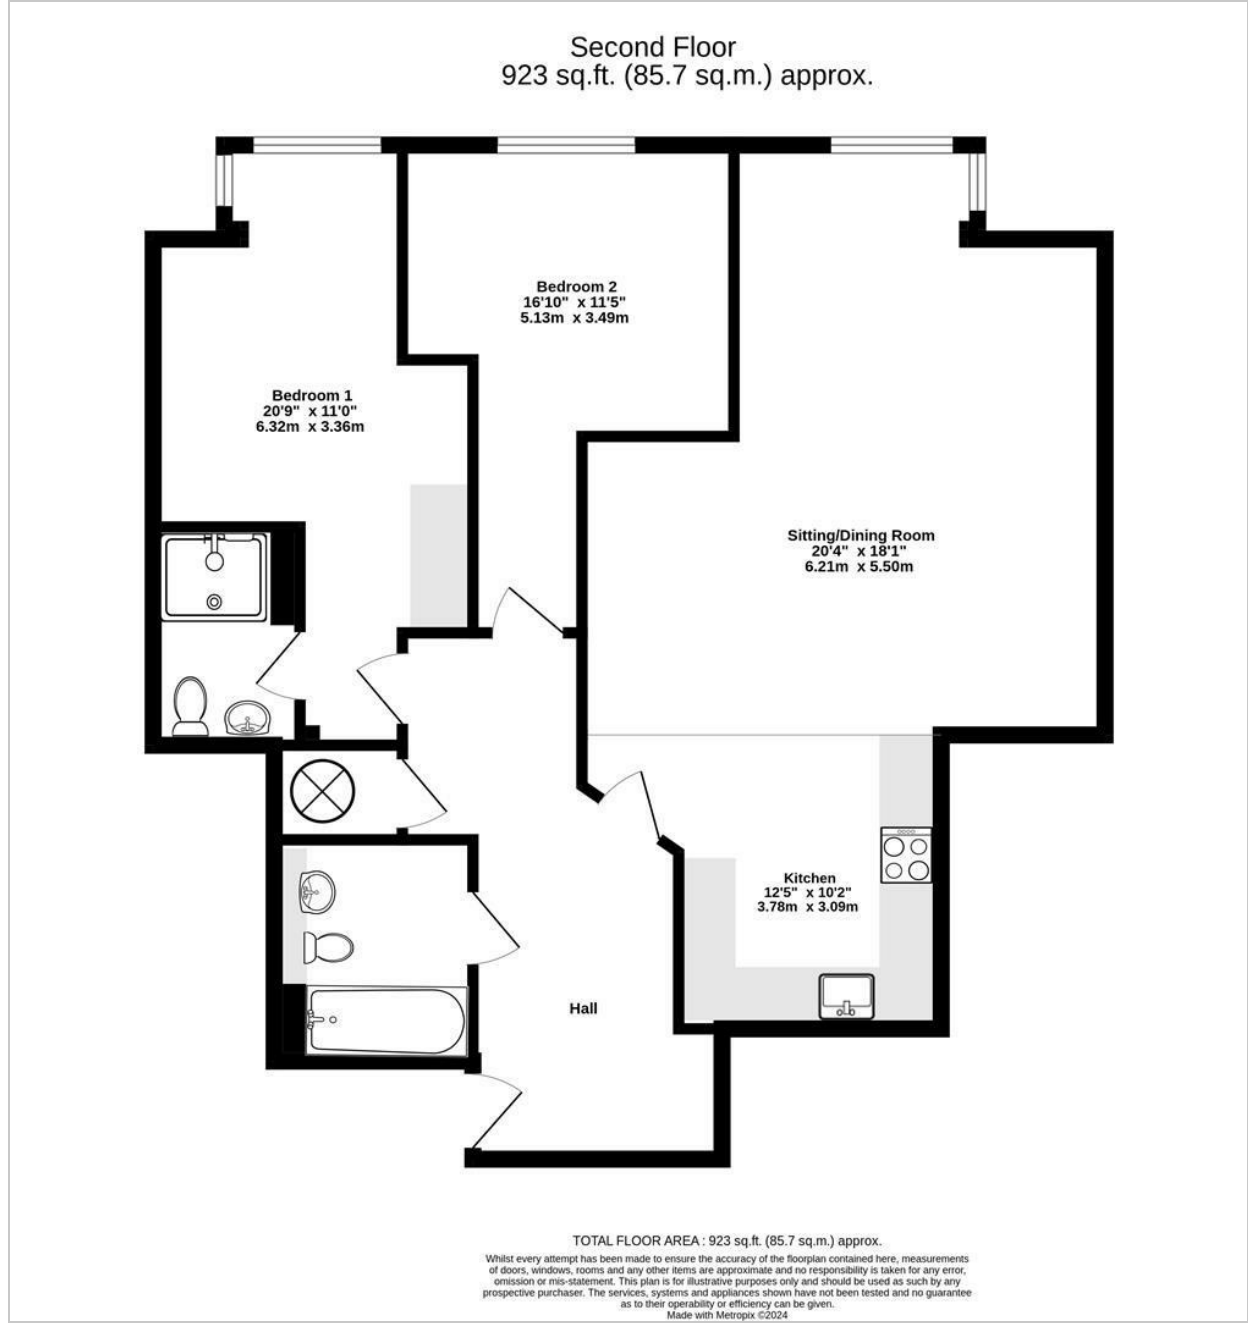 Second Floor
923 sq.ft. (85.7 sq.m.) approx.
Bedroom 2
16'10" x 11'5"
5.13m x 3.49m
Bedroom 1
20'9" x 11'0"
6.32m x 3.36m
Sitting/Dining Room
20'4" x 18'1"
6.21m x 5.50m
Kitchen
12'5" x 10'2"
3.78m x 3.09m
Hall
TOTAL FLOOR AREA : 923 sq.ft. (85.7 sq.m.) approx.
Whilst every attempt has been made to ensure the accuracy of the floorplan contained here, measurements
of doors, windows, rooms and any other items are approximate and no responsibility is taken for any error,
omission or mis-statement. This plan is for illustrative purposes only and should be used as such by any
prospective purchaser. The services, systems and appliances shown have not been tested and no guarantee
as to their operability or efficiency can be given.
Made with Metropix ©2024